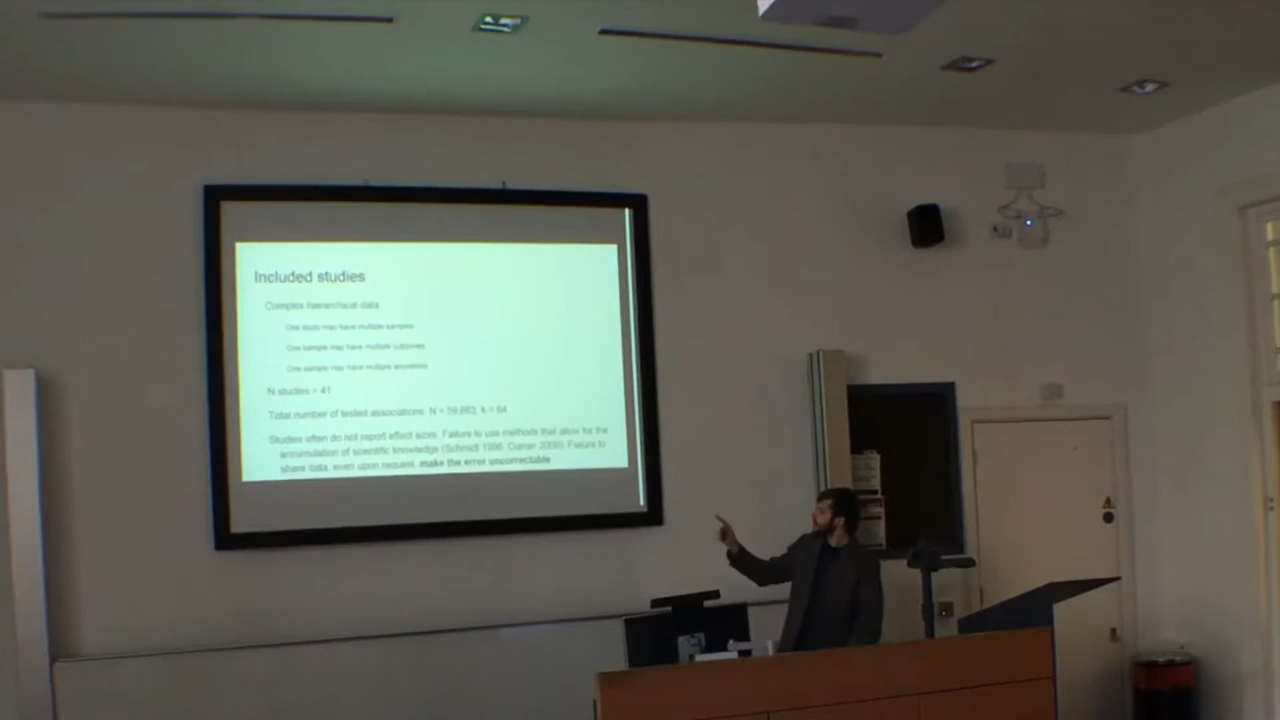 Included studies
Complex hierarchical data
One study may have multiple samples
One sample may have multiple outcomes
One sample may have multiple
N studies = 41
Total number of tested associations: N = 59,883, k = 64
Studies often do not report effect sizes: Failure to use methods that allow for the
accumulation of scientific knowledge (Schmidt 1996, Curran 2009). Failure to
share data, even upon request, make the error uncorrectable